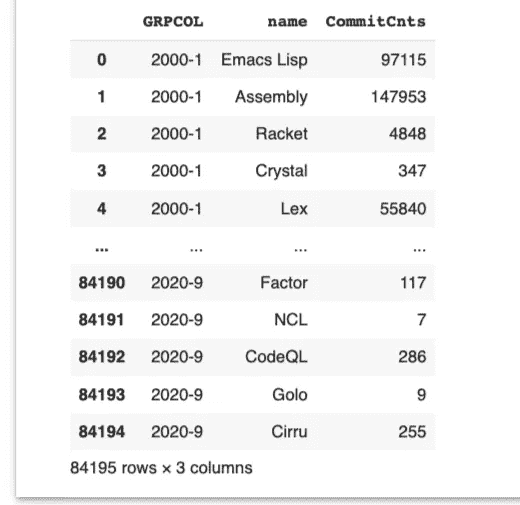 GRPCOL name CommitCnts
0 2000-1 Emacs Lisp 97115
1 2000-1 Assembly 147953
2 2000-1 Racket 4848
3 2000-1 Crystal 347
4 2000-1 Lex 55840
... ... ... ...
84190 2020-9 Factor 117
84191 2020-9 NCL 7
84192 2020-9 CodeQL 286
84193 2020-9 Golo 9
84194 2020-9 Cirru 255
84195 rows × 3 columns